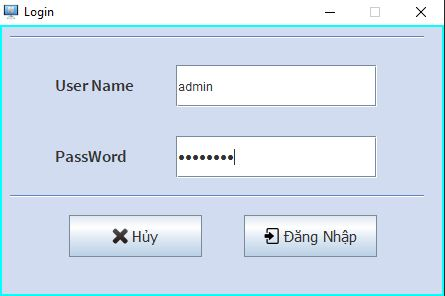 Login
User Name
admin
PassWord
••••••••
Hủy
Đăng Nhập